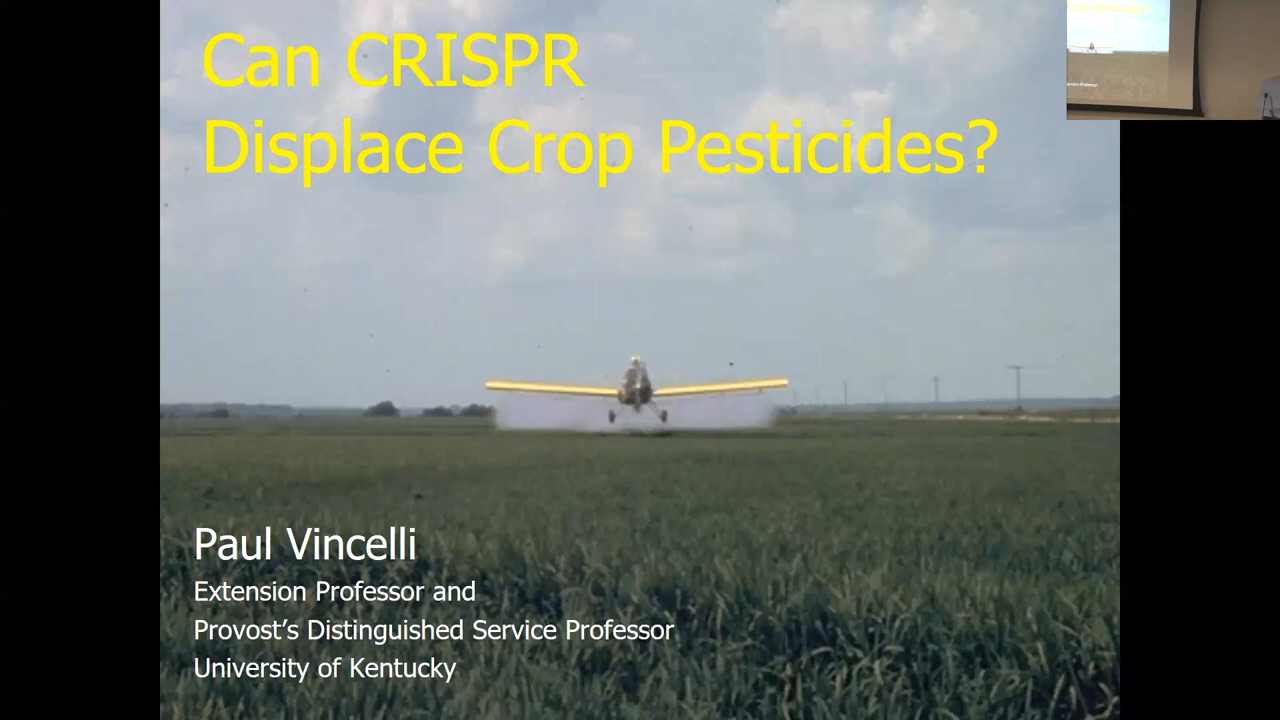 Can CRISPR
Displace Crop Pesticides?
Paul Vincelli
Extension Professor and
Provost’s Distinguished Service Professor
University of Kentucky